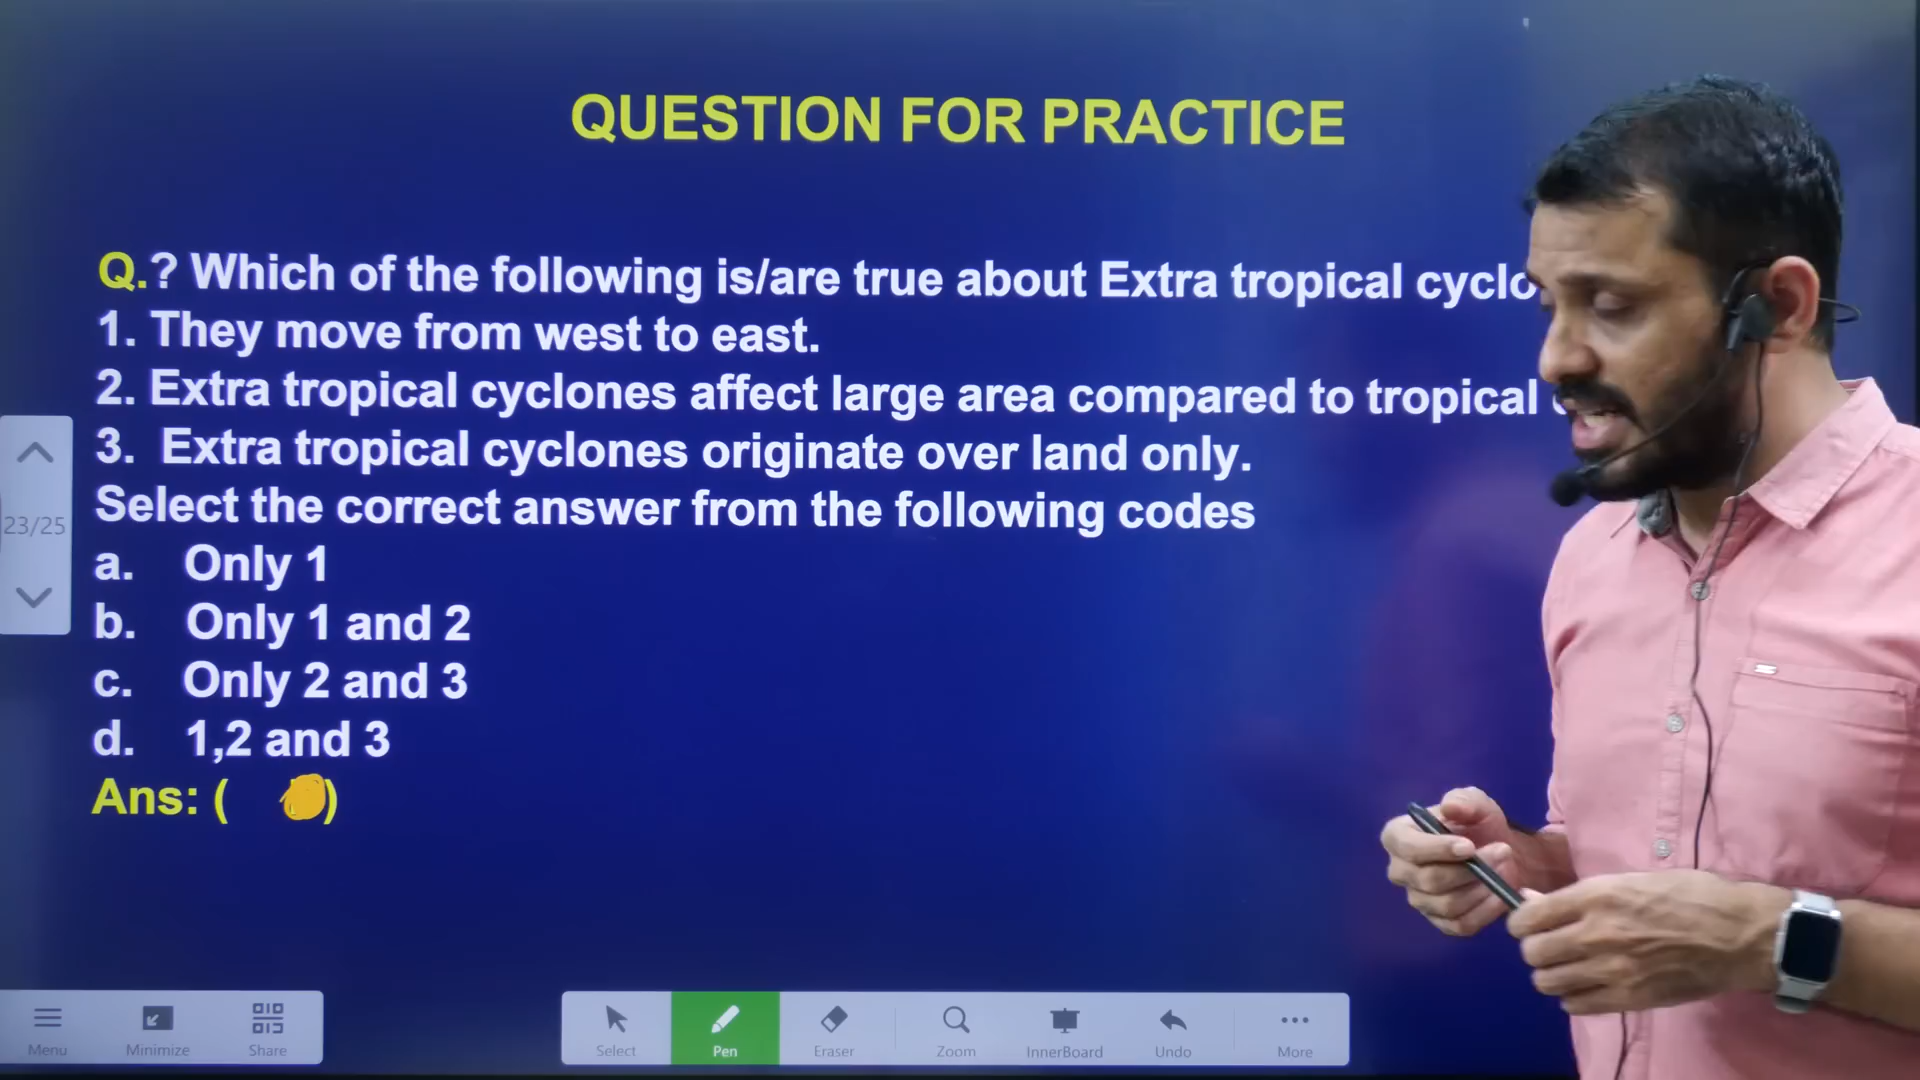 QUESTION FOR PRACTICE
Q.? Which of the following is/are true about Extra tropical
1. They move from west to east.
2. Extra tropical cyclones affect large area compared to tropical
3. Extra tropical cyclones originate over land only.
Select the correct answer from the following codes
a. Only 1
b. Only 1 and 2
c. Only 2 and 3
d. 1,2 and 3
Ans: ( )
23/25
Menu Minimize Share
Select Pen Eraser Zoom InnerBoard Undo More